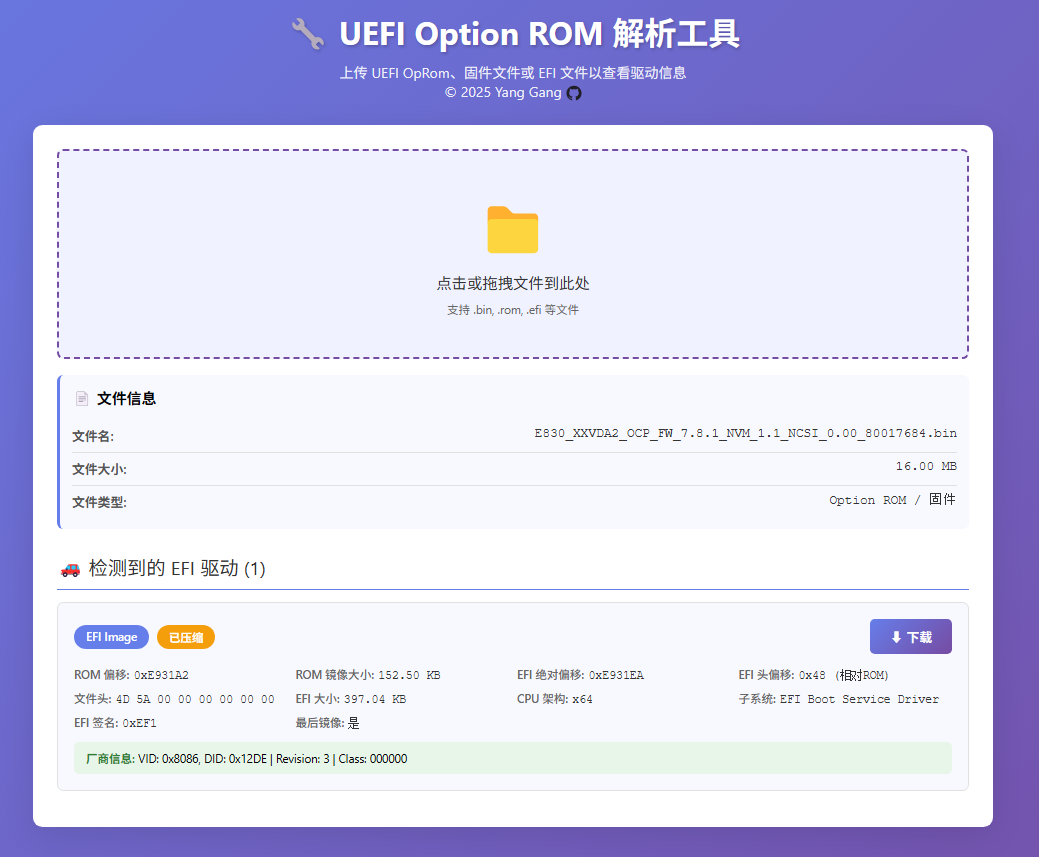 UEFI Option ROM 解析工具
上传 UEFI OpRom、固件文件或 EFI 文件以查看驱动信息
© 2025 Yang Gang
点击或拖拽文件到此处
支持 .bin, .rom, .efi 等文件
文件信息
文件名: E830_XXVDA2_OCP_FW_7.8.1_NVM_1.1_NCSI_0.00_80017684.bin
文件大小: 16.00 MB
文件类型: Option ROM / 固件
检测到的 EFI 驱动 (1)
EFI Image 已压缩 ⬇ 下载
ROM 偏移: 0xE931A2 ROM 镜像大小: 152.50 KB EFI 绝对偏移: 0xE931EA EFI 头偏移: 0x48 (相对ROM)
文件头: 4D 5A 00 00 00 00 00 00 EFI 大小: 397.04 KB CPU 架构: x64 子系统: EFI Boot Service Driver
EFI 签名: 0xEF1 最后镜像: 是
厂商信息: VID: 0x8086, DID: 0x12DE | Revision: 3 | Class: 000000